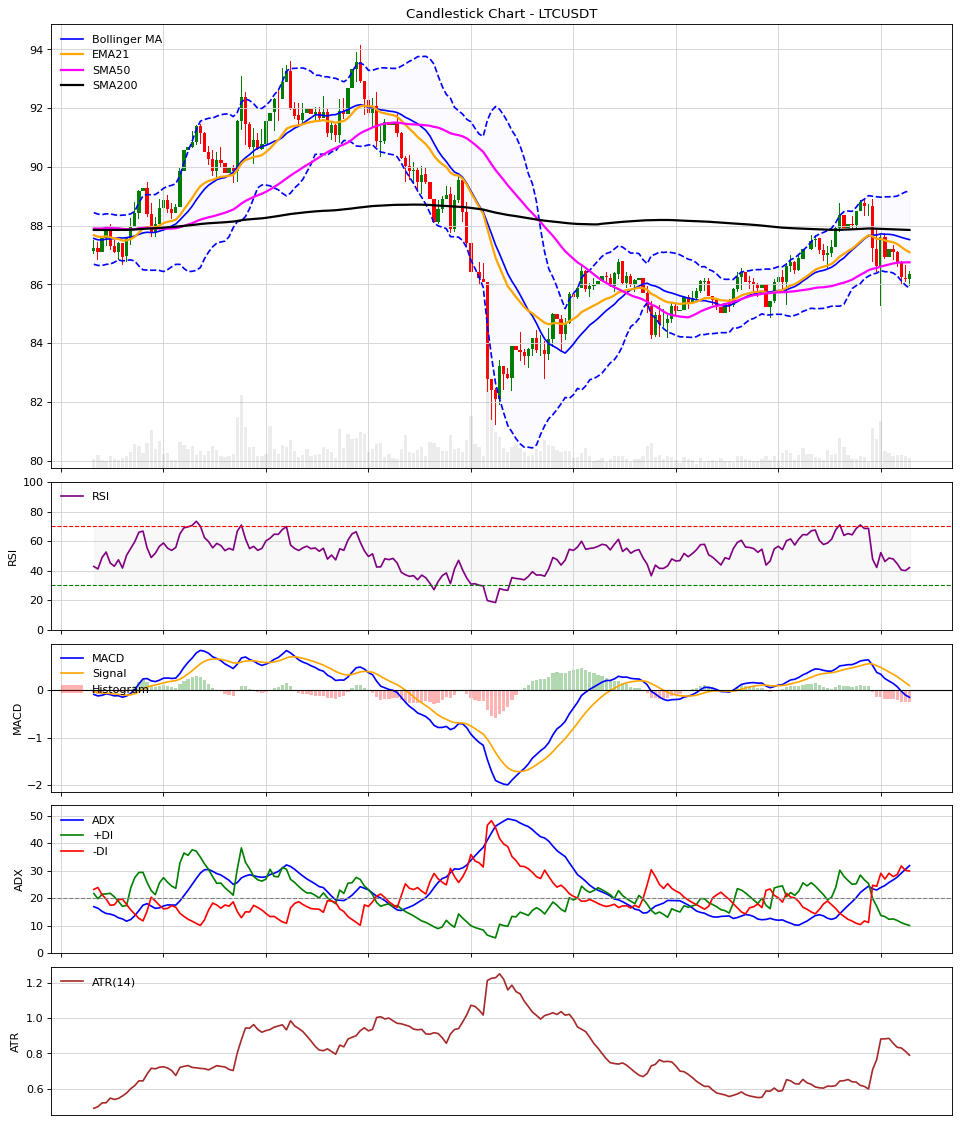 Candlestick Chart - LTCUSDT
Bollinger MA
EMA21
SMA50
SMA200
94
92
90
88
86
84
82
80
RSI
100
80
60
40
20
0
RSI
MACD
Signal
Histogram
0
−1
−2
MACD
ADX
+DI
-DI
50
40
30
20
10
0
ADX
ATR(14)
1.2
1.0
0.8
0.6
ATR